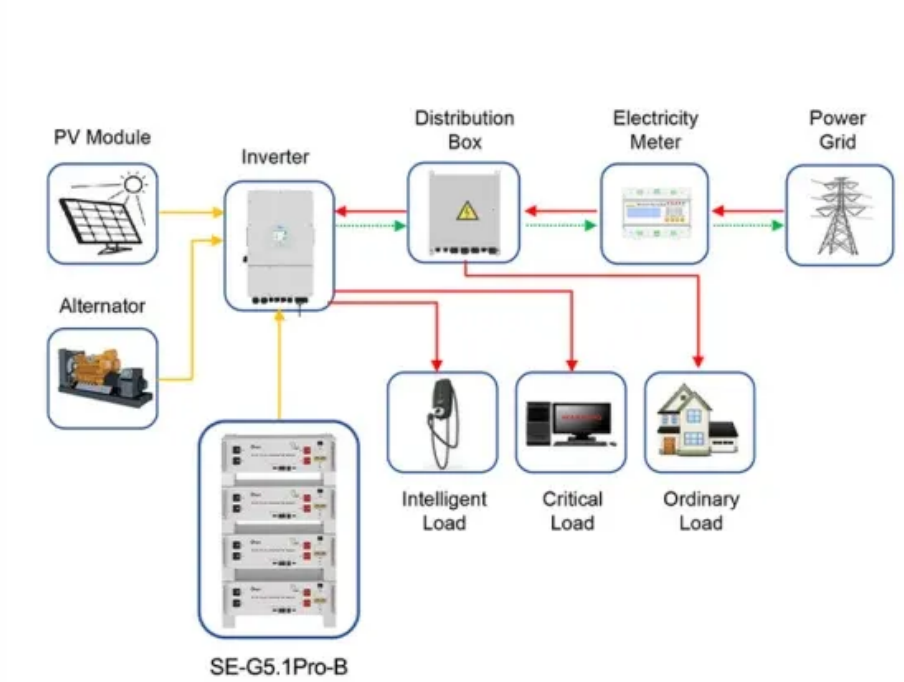 Distribution
Box
Electricity
Meter
Power
Grid
PV Module
Inverter
Alternator
Intelligent
Load
Critical
Load
Ordinary
Load
SE-G5.1Pro-B